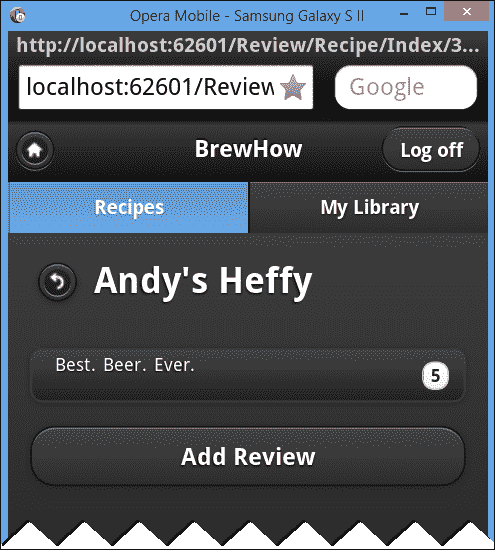 Opera Mobile - Samsung Galaxy S II
http://localhost:62601/Review/Recipe/Index/3...
localhost:62601/Review
Google
BrewHow
Log off
Recipes
My Library
Andy's Heffy
Best. Beer. Ever.
5
Add Review